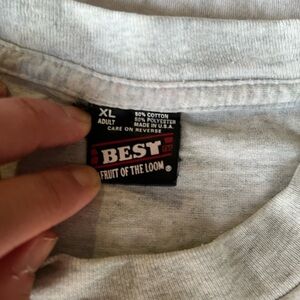 XL
ADULT
50% COTTON
50% POLYESTER
MADE IN U.S.A.
CARE ON REVERSE
BEST
FRUIT OF THE LOOM